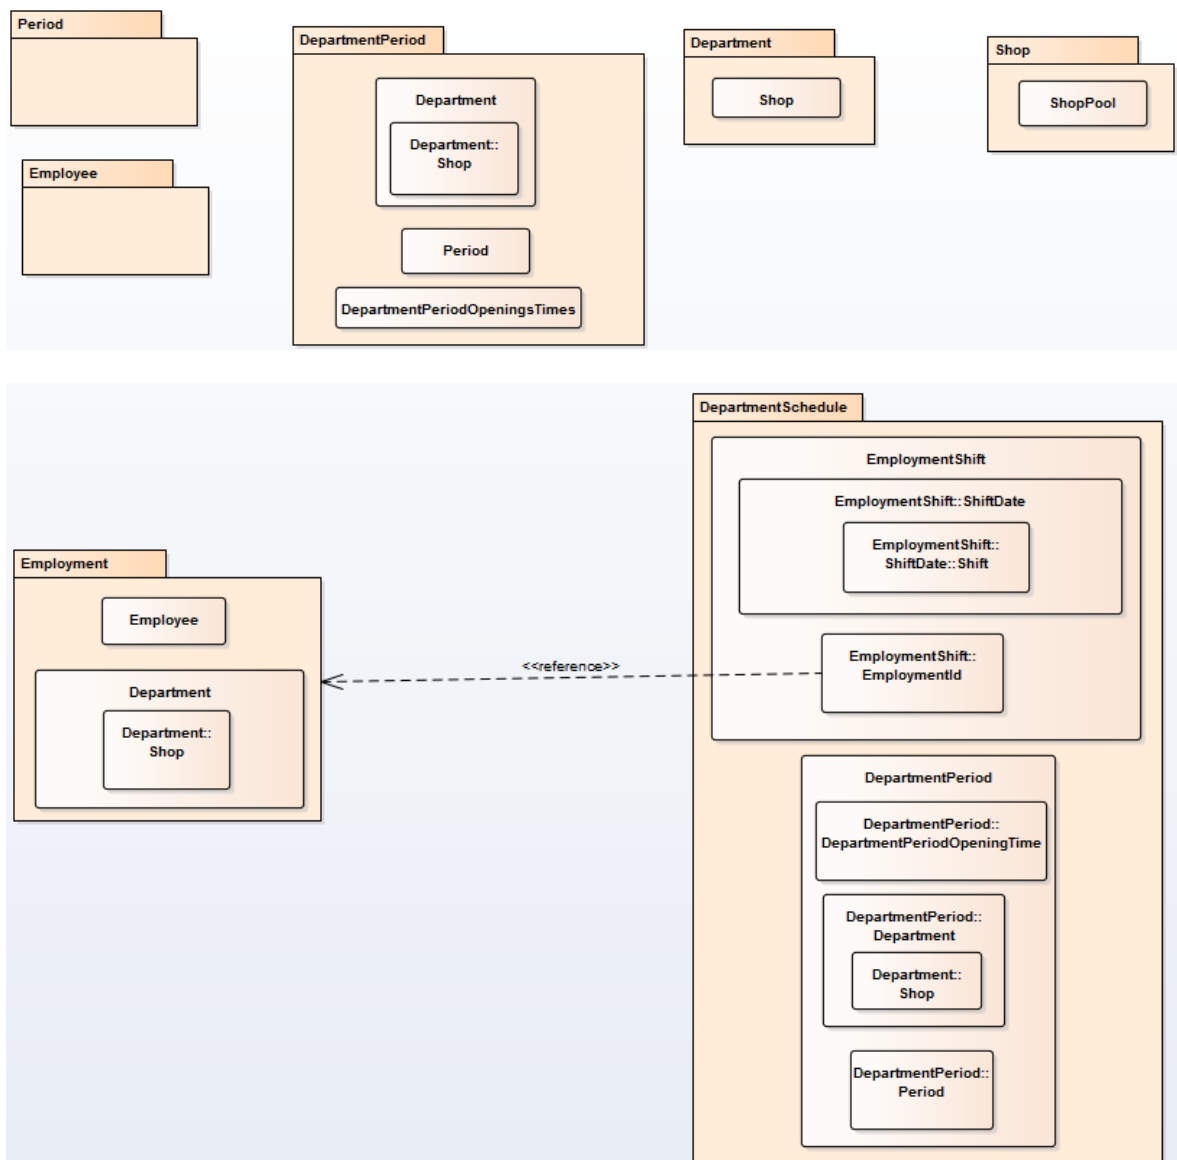 Period
DepartmentPeriod
Department
Shop
Department
Shop
ShopPool
Department::
Shop
Employee
Period
DepartmentPeriodOpeningsTimes
DepartmentSchedule
EmploymentShift
EmploymentShift::ShiftDate
EmploymentShift::
ShiftDate::Shift
Employment
Employee
<<reference>>
EmploymentShift::
EmploymentId
Department
Department::
Shop
DepartmentPeriod
DepartmentPeriod::
DepartmentPeriodOpeningTime
DepartmentPeriod::
Department
Department::
Shop
DepartmentPeriod::
Period